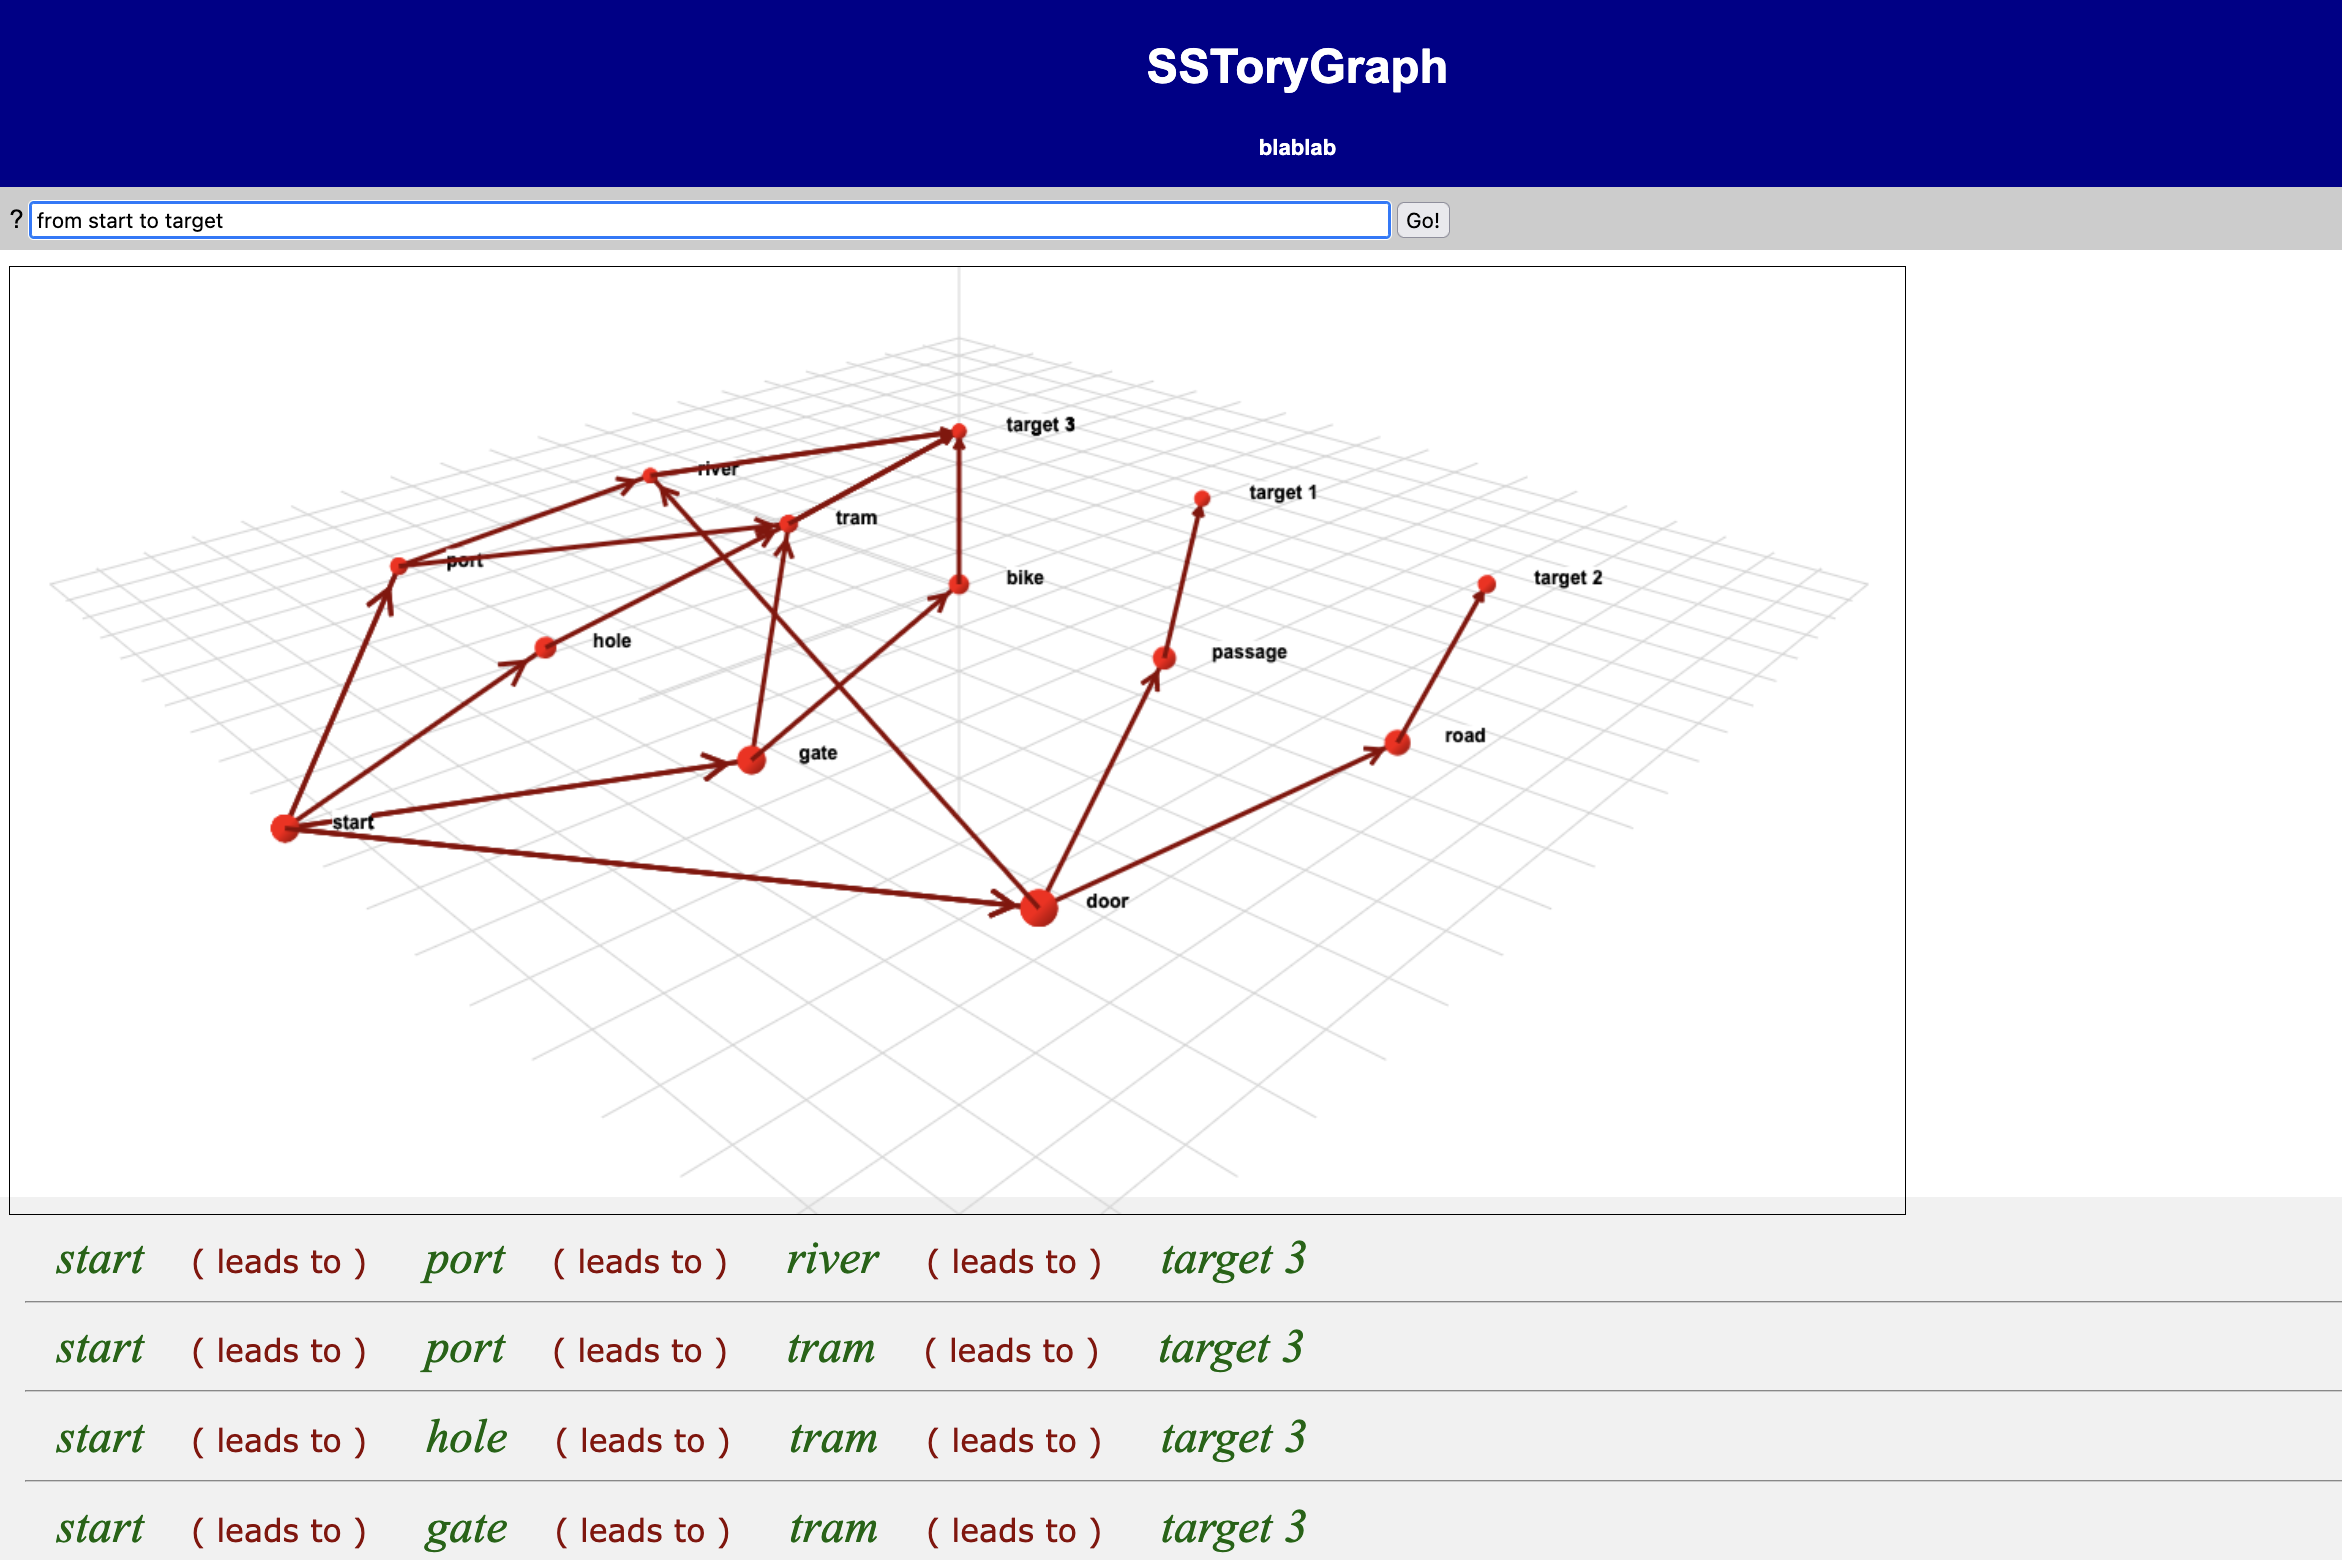 SSToryGraph
blablab
? from start to target Go!
target 3
river
target 1
tram
port
bike
target 2
hole
passage
road
gate
start
door
start ( leads to ) port ( leads to ) river ( leads to ) target 3
start ( leads to ) port ( leads to ) tram ( leads to ) target 3
start ( leads to ) hole ( leads to ) tram ( leads to ) target 3
start ( leads to ) gate ( leads to ) tram ( leads to ) target 3